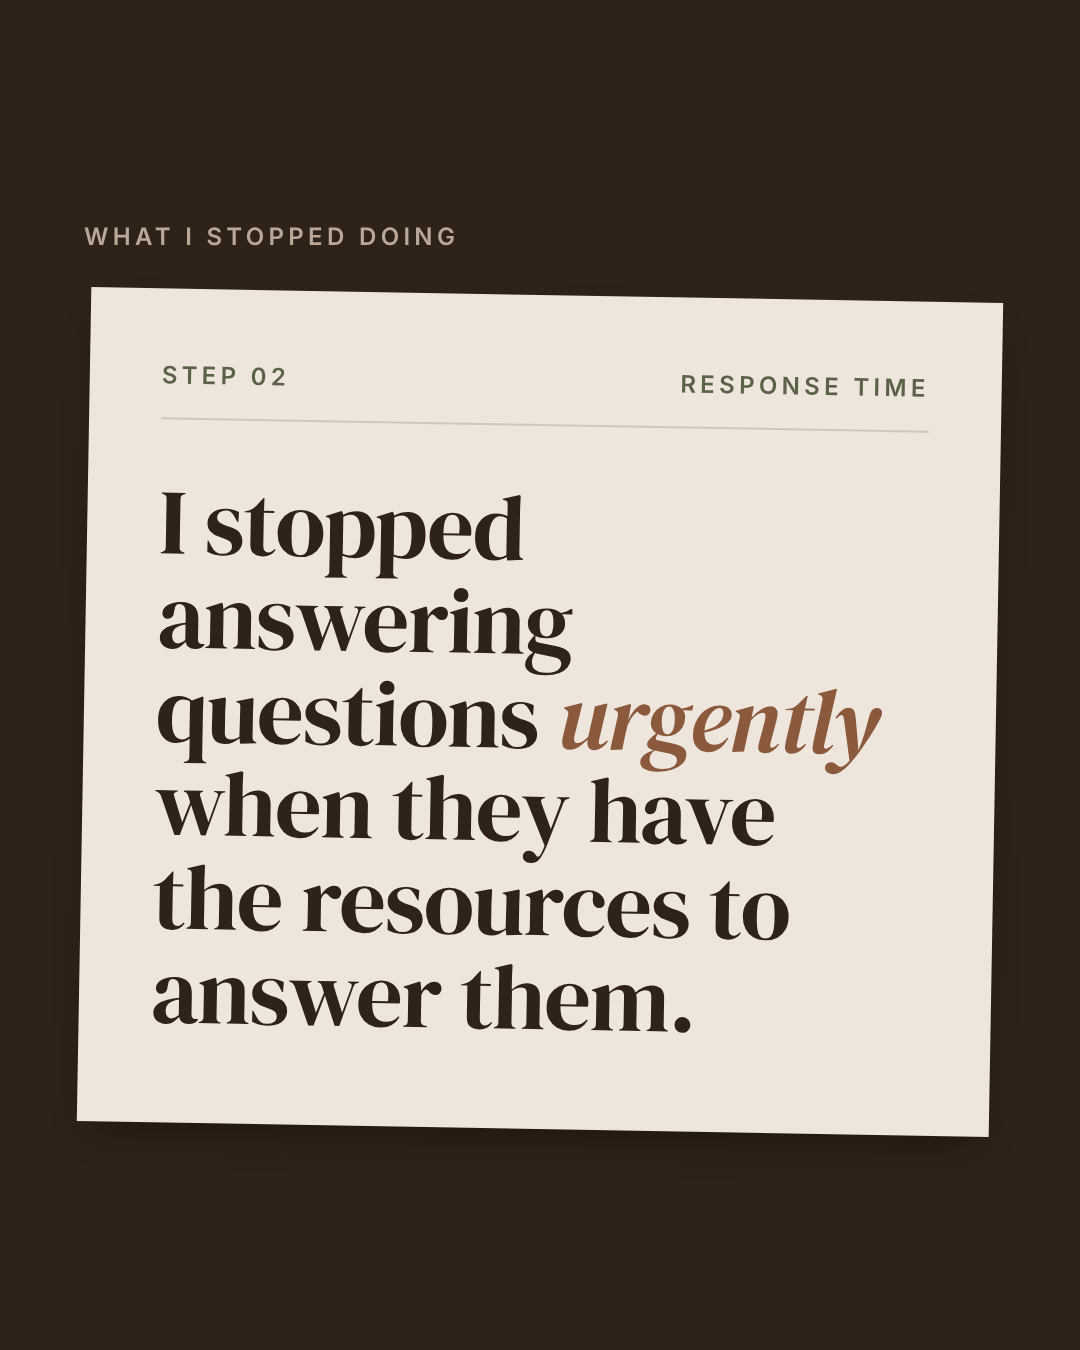 WHAT I STOPPED DOING
STEP 02
RESPONSE TIME
I stopped
answering
questions urgently
when they have
the resources to
answer them.